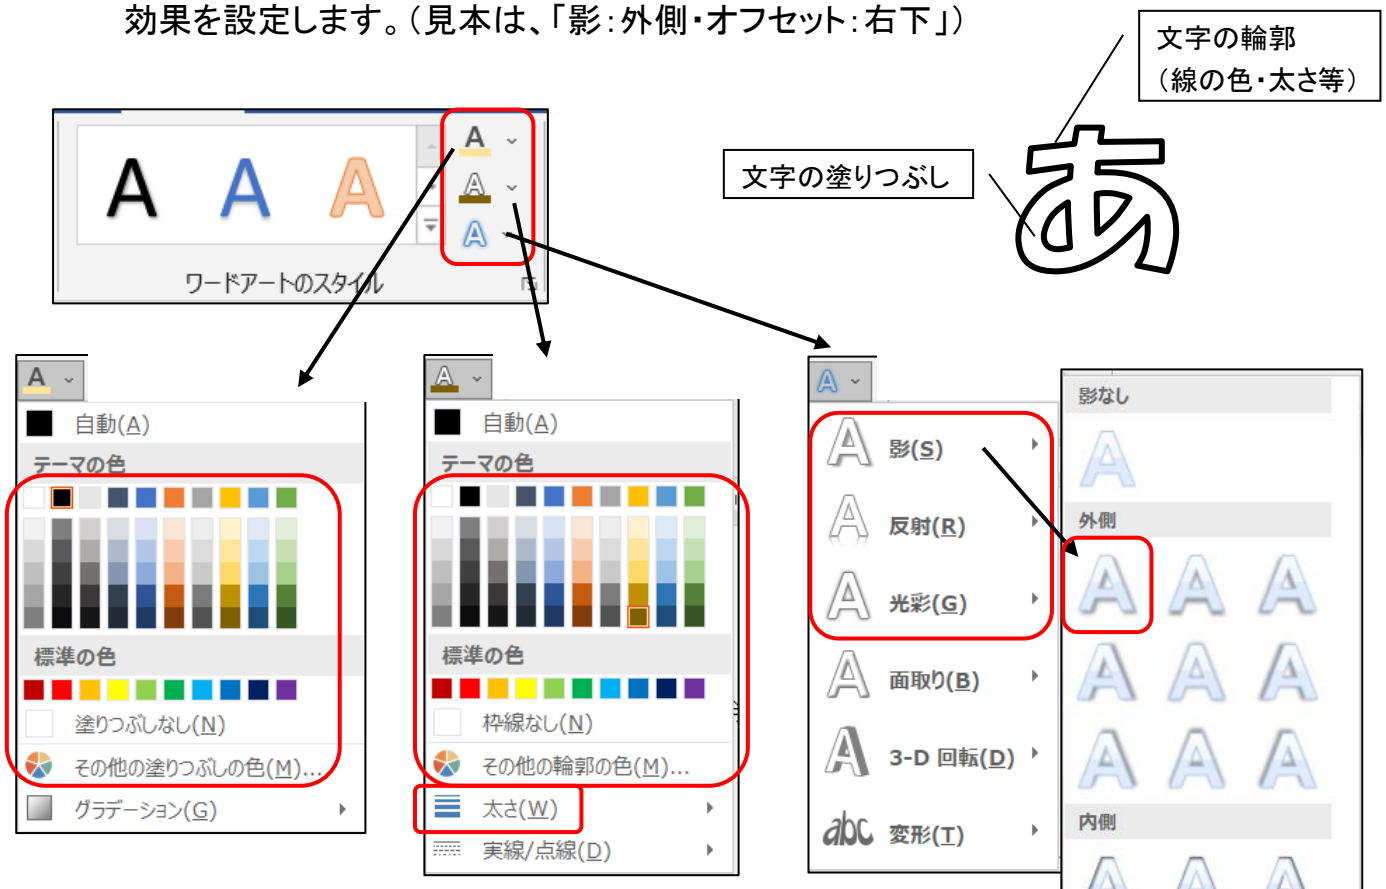 効果を設定します。（見本は、「影：外側・オフセット：右下」）
文字の輪郭
（線の色・太さ等）
文字の塗りつぶし
あ
A A A
A
A
A
ワードアートのスタイル
A
自動(A)
テーマの色
標準の色
塗りつぶしなし(N)
その他の塗りつぶしの色(M)...
グラデーション(G)
A
自動(A)
テーマの色
標準の色
枠線なし(N)
その他の輪郭の色(M)...
太さ(W)
実線/点線(D)
A
A 影(S)
A 反射(R)
A 光彩(G)
A 面取り(B)
A 3-D 回転(D)
abc 変形(T)
影なし
A
外側
A A A
A A A
A A A
内側
A A A